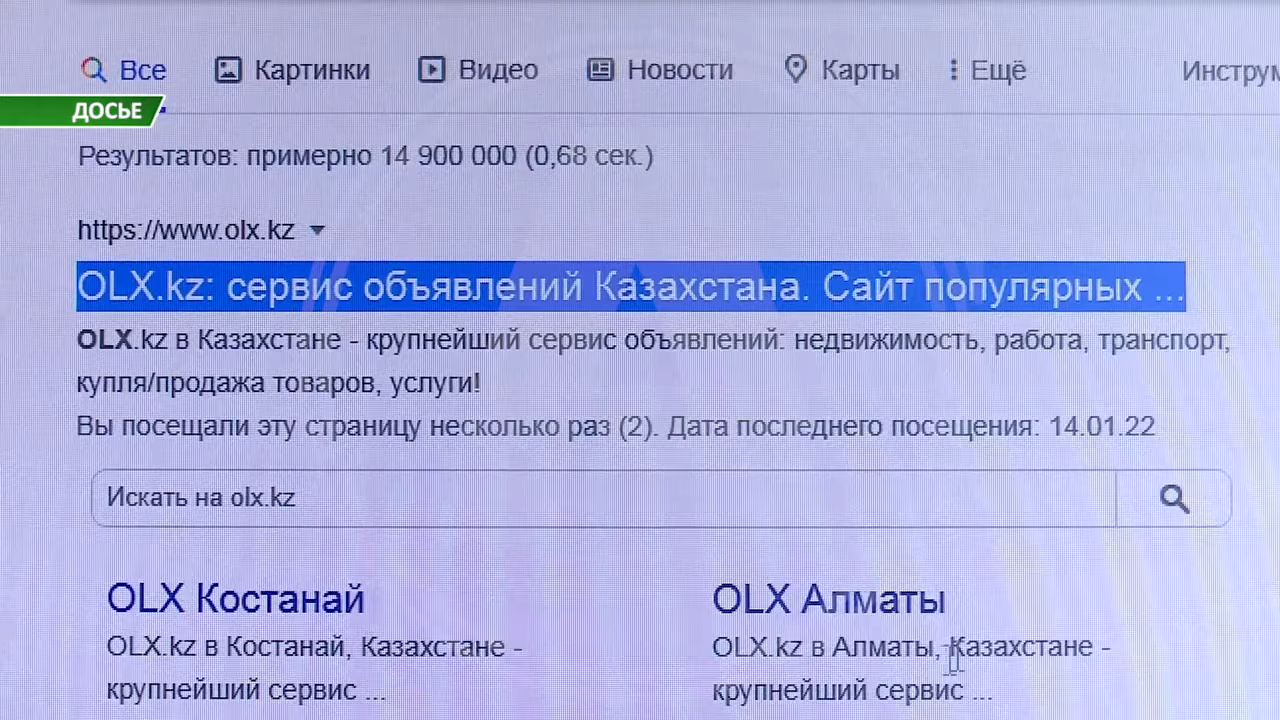 Все Картинки Видео Новости Карты Ещё Инструм
ДОСЬЕ
Результатов: примерно 14 900 000 (0,68 сек.)
https://www.olx.kz
OLX.kz: сервис объявлений Казахстана. Сайт популярных ...
OLX.kz в Казахстане - крупнейший сервис объявлений: недвижимость, работа, транспорт,
купля/продажа товаров, услуги!
Вы посещали эту страницу несколько раз (2). Дата последнего посещения: 14.01.22
Искать на olx.kz
OLX Костанай OLX Алматы
OLX.kz в Костанай, Казахстане - OLX.kz в Алматы, Казахстане -
крупнейший сервис ... крупнейший сервис ...